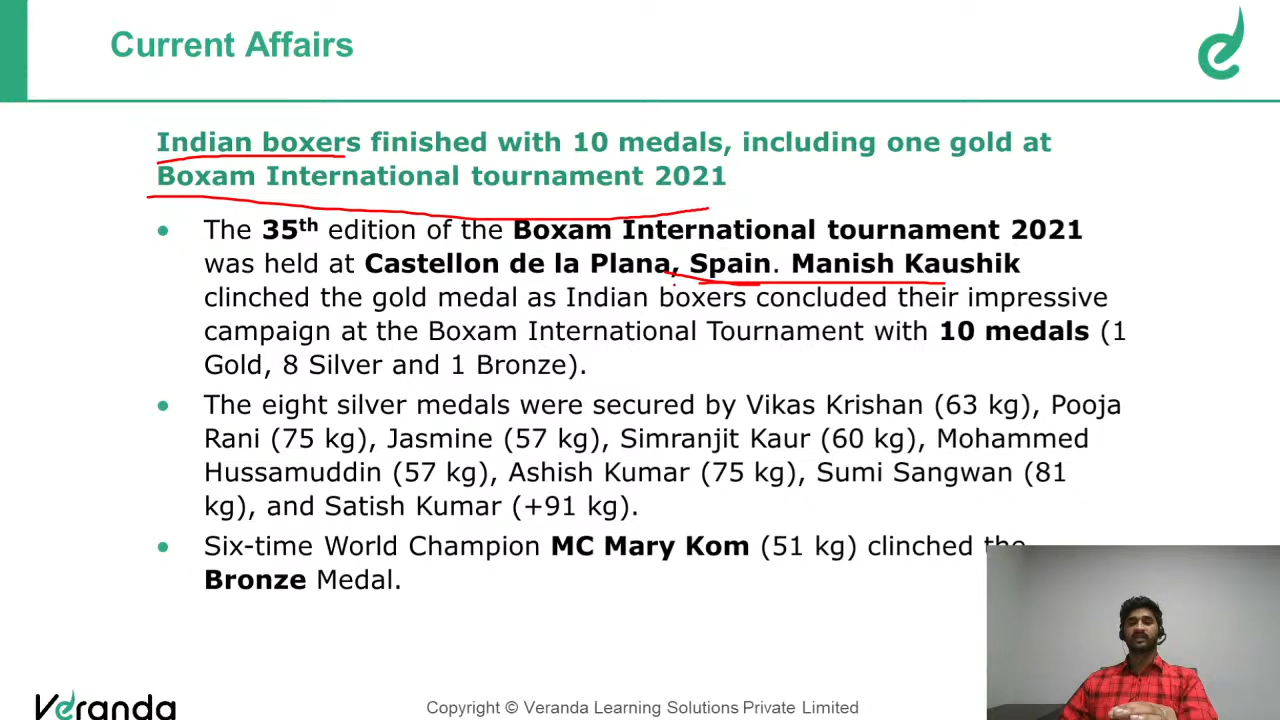 Current Affairs
Indian boxers finished with 10 medals, including one gold at
Boxam International tournament 2021
• The 35th edition of the Boxam International tournament 2021
was held at Castellon de la Plana, Spain. Manish Kaushik
clinched the gold medal as Indian boxers concluded their impressive
campaign at the Boxam International Tournament with 10 medals (1
Gold, 8 Silver and 1 Bronze).
• The eight silver medals were secured by Vikas Krishan (63 kg), Pooja
Rani (75 kg), Jasmine (57 kg), Simranjit Kaur (60 kg), Mohammed
Hussamuddin (57 kg), Ashish Kumar (75 kg), Sumi Sangwan (81
kg), and Satish Kumar (+91 kg).
• Six-time World Champion MC Mary Kom (51 kg) clinched the
Bronze Medal.
Veranda
Copyright © Veranda Learning Solutions Private Limited